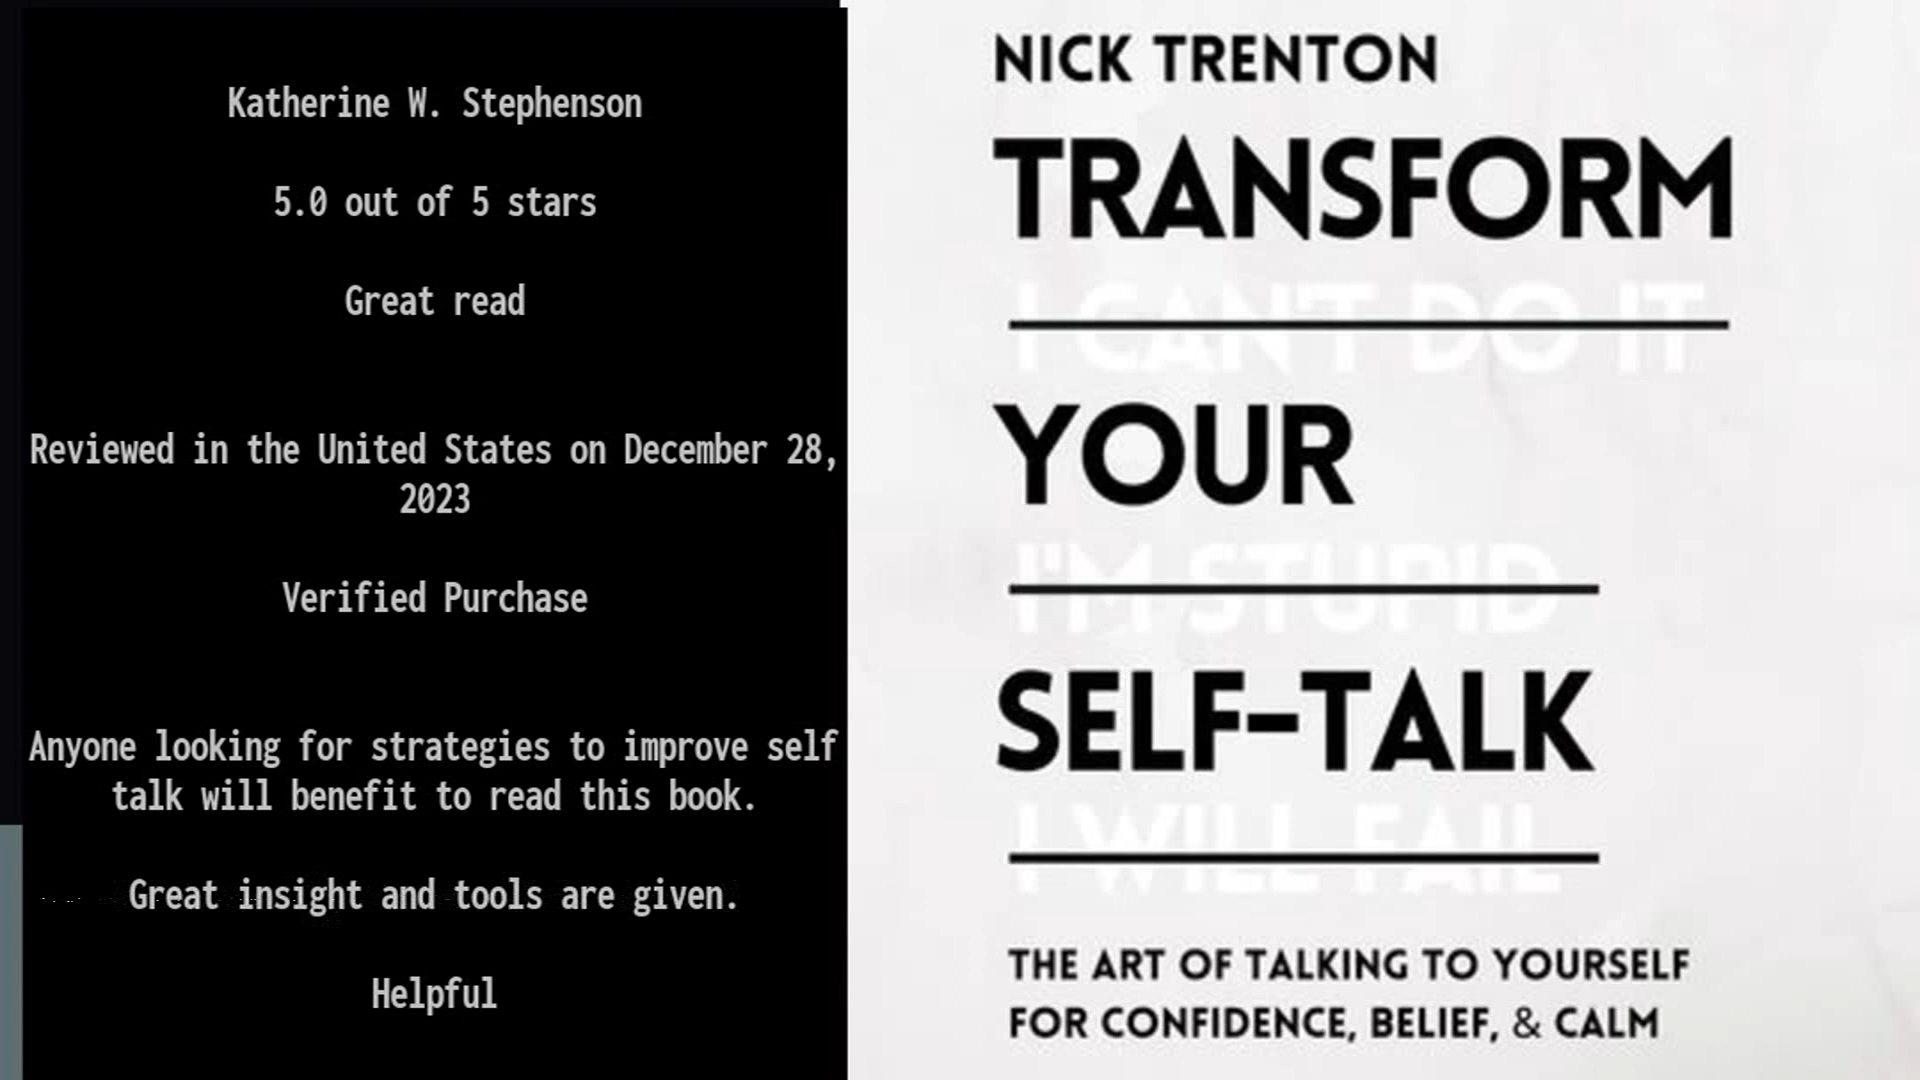 Katherine W. Stephenson
5.0 out of 5 stars
Great read
Reviewed in the United States on December 28,
2023
Verified Purchase
Anyone looking for strategies to improve self
talk will benefit to read this book.
Great insight and tools are given.
Helpful
NICK TRENTON
TRANSFORM
I CAN'T DO IT
YOUR
I'M STUPID
SELF-TALK
I WILL FAIL
THE ART OF TALKING TO YOURSELF
FOR CONFIDENCE, BELIEF, & CALM